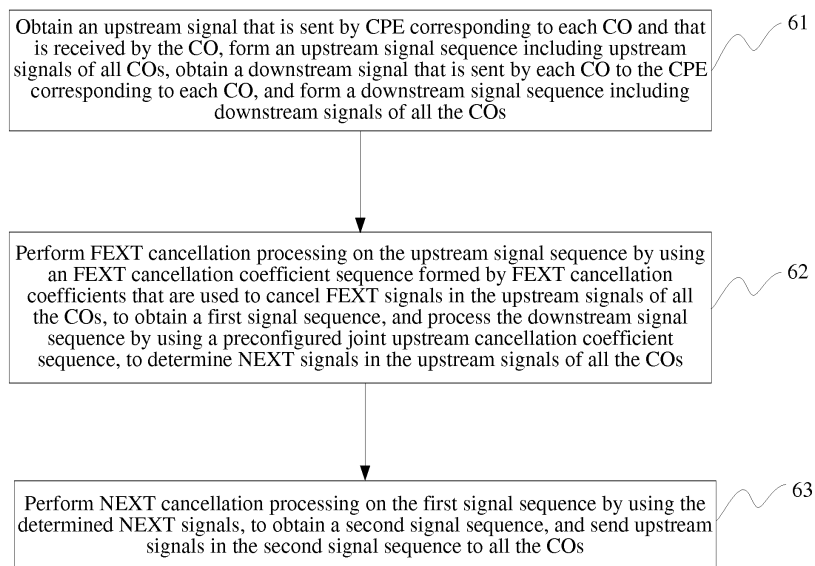 Obtain an upstream signal that is sent by CPE corresponding to each CO and that
is received by the CO, form an upstream signal sequence including upstream
signals of all COs, obtain a downstream signal that is sent by each CO to the CPE
corresponding to each CO, and form a downstream signal sequence including
downstream signals of all the COs
61
Perform FEXT cancellation processing on the upstream signal sequence by using
an FEXT cancellation coefficient sequence formed by FEXT cancellation
coefficients that are used to cancel FEXT signals in the upstream signals of all
the COs, to obtain a first signal sequence, and process the downstream signal
sequence by using a preconfigured joint upstream cancellation coefficient
sequence, to determine NEXT signals in the upstream signals of all the COs
62
Perform NEXT cancellation processing on the first signal sequence by using the
determined NEXT signals, to obtain a second signal sequence, and send upstream
signals in the second signal sequence to all the COs
63